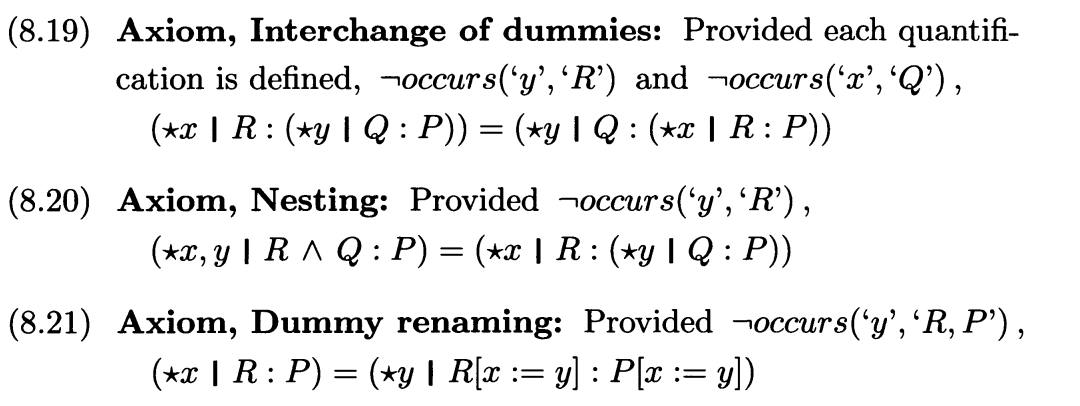 (8.19) Axiom, Interchange of dummies: Provided each quantifi-
cation is defined, ¬occurs(‘y’, ‘R’) and ¬occurs(‘x’, ‘Q’) ,
(⋆x | R : (⋆y | Q : P)) = (⋆y | Q : (⋆x | R : P))
(8.20) Axiom, Nesting: Provided ¬occurs(‘y’, ‘R’) ,
(⋆x, y | R ∧ Q : P) = (⋆x | R : (⋆y | Q : P))
(8.21) Axiom, Dummy renaming: Provided ¬occurs(‘y’, ‘R, P’) ,
(⋆x | R : P) = (⋆y | R[x := y] : P[x := y])